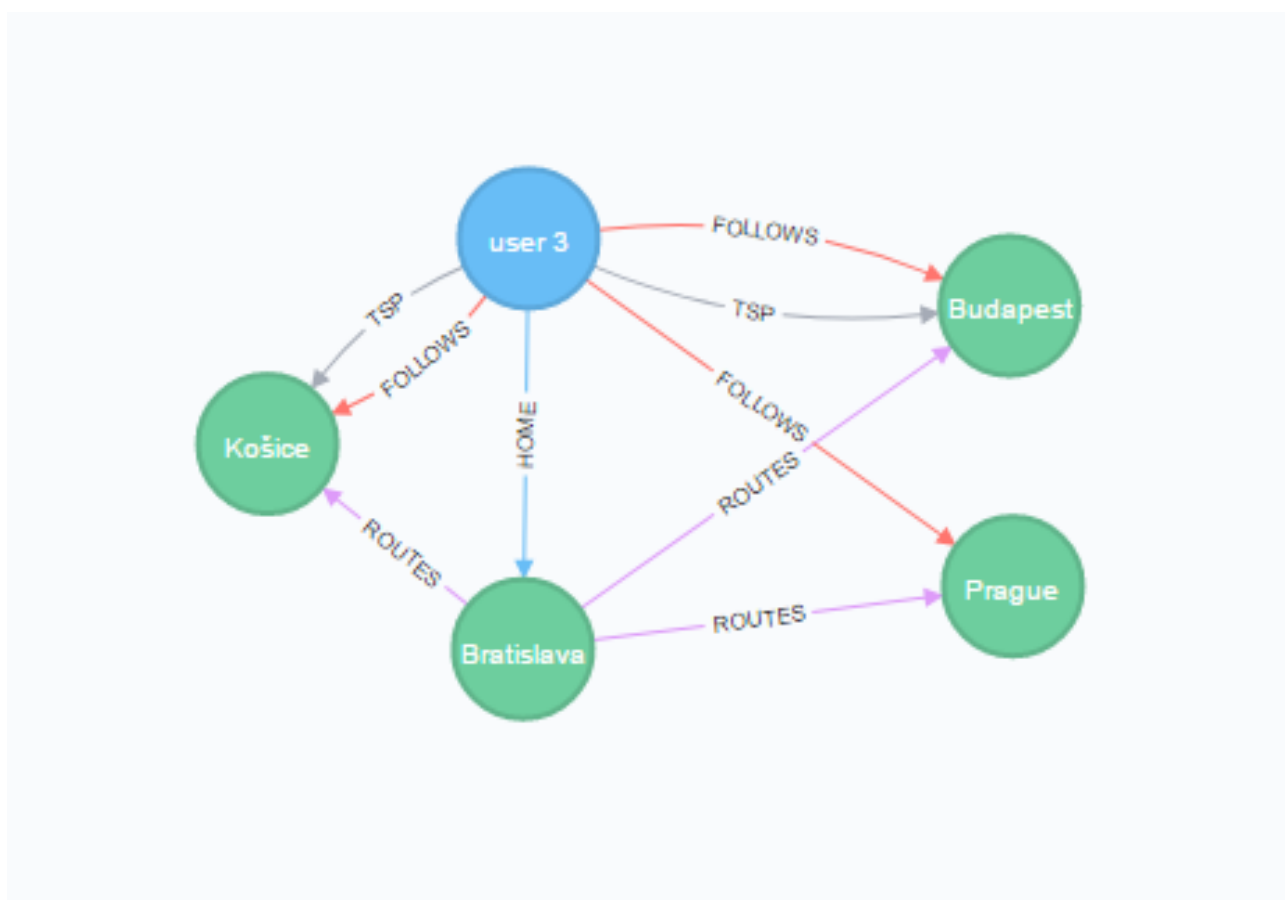 user 3
FOLLOWS
Budapest
TSP
TSP
FOLLOWS
FOLLOWS
HOME
Košice
ROUTES
ROUTES
Prague
ROUTES
Bratislava